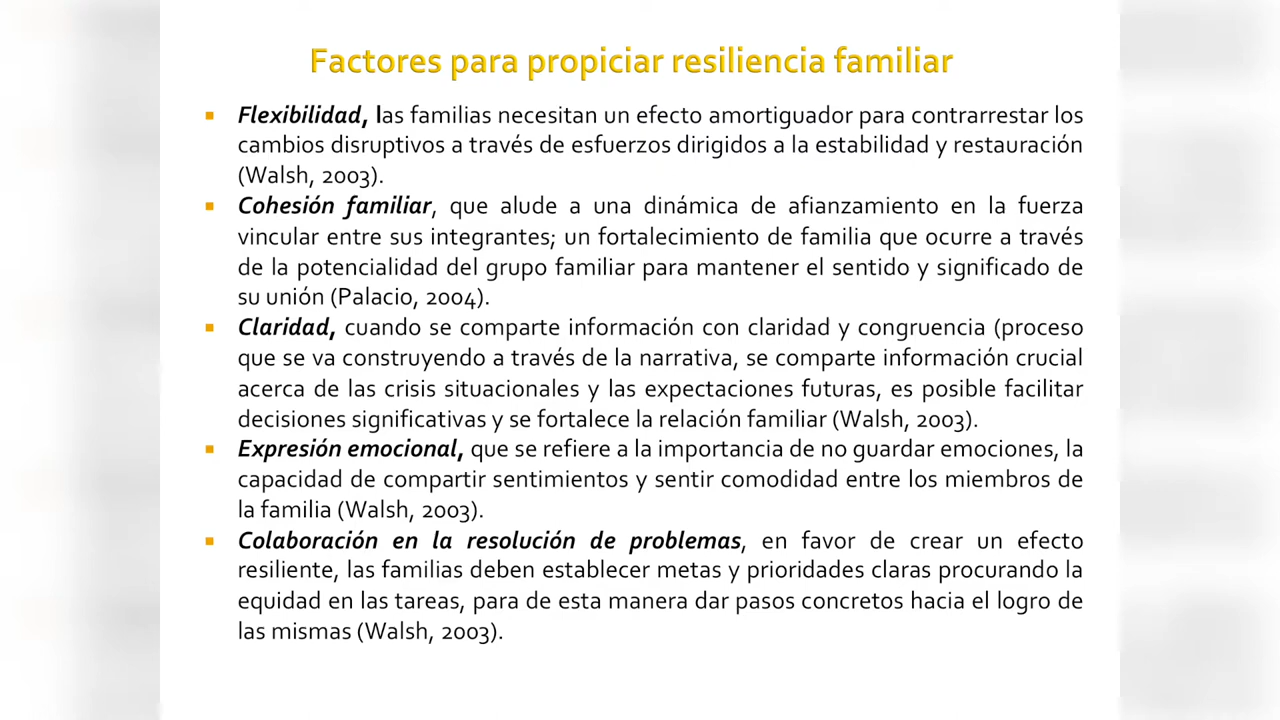 Factores para propiciar resiliencia familiar
▪ Flexibilidad, las familias necesitan un efecto amortiguador para contrarrestar los
cambios disruptivos a través de esfuerzos dirigidos a la estabilidad y restauración
(Walsh, 2003).
▪ Cohesión familiar, que alude a una dinámica de afianzamiento en la fuerza
vincular entre sus integrantes; un fortalecimiento de familia que ocurre a través
de la potencialidad del grupo familiar para mantener el sentido y significado de
su unión (Palacio, 2004).
▪ Claridad, cuando se comparte información con claridad y congruencia (proceso
que se va construyendo a través de la narrativa, se comparte información crucial
acerca de las crisis situacionales y las expectaciones futuras, es posible facilitar
decisiones significativas y se fortalece la relación familiar (Walsh, 2003).
▪ Expresión emocional, que se refiere a la importancia de no guardar emociones, la
capacidad de compartir sentimientos y sentir comodidad entre los miembros de
la familia (Walsh, 2003).
▪ Colaboración en la resolución de problemas, en favor de crear un efecto
resiliente, las familias deben establecer metas y prioridades claras procurando la
equidad en las tareas, para de esta manera dar pasos concretos hacia el logro de
las mismas (Walsh, 2003).